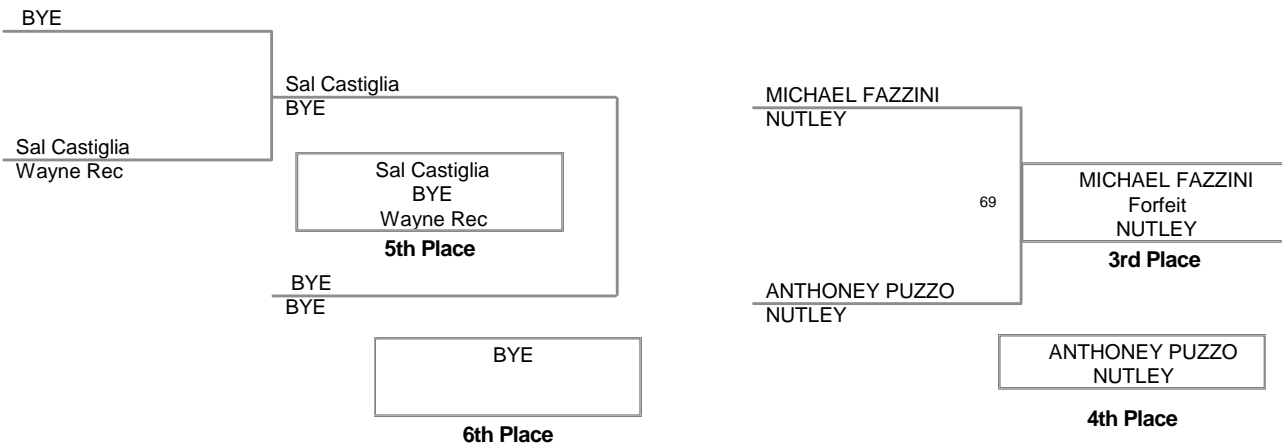 BYE
Sal Castiglia
BYE
Sal Castiglia
Wayne Rec
Sal Castiglia
BYE
Wayne Rec
5th Place
BYE
BYE
BYE
6th Place
MICHAEL FAZZINI
NUTLEY
69
MICHAEL FAZZINI
Forfeit
NUTLEY
3rd Place
ANTHONEY PUZZO
NUTLEY
ANTHONEY PUZZO
NUTLEY
4th Place